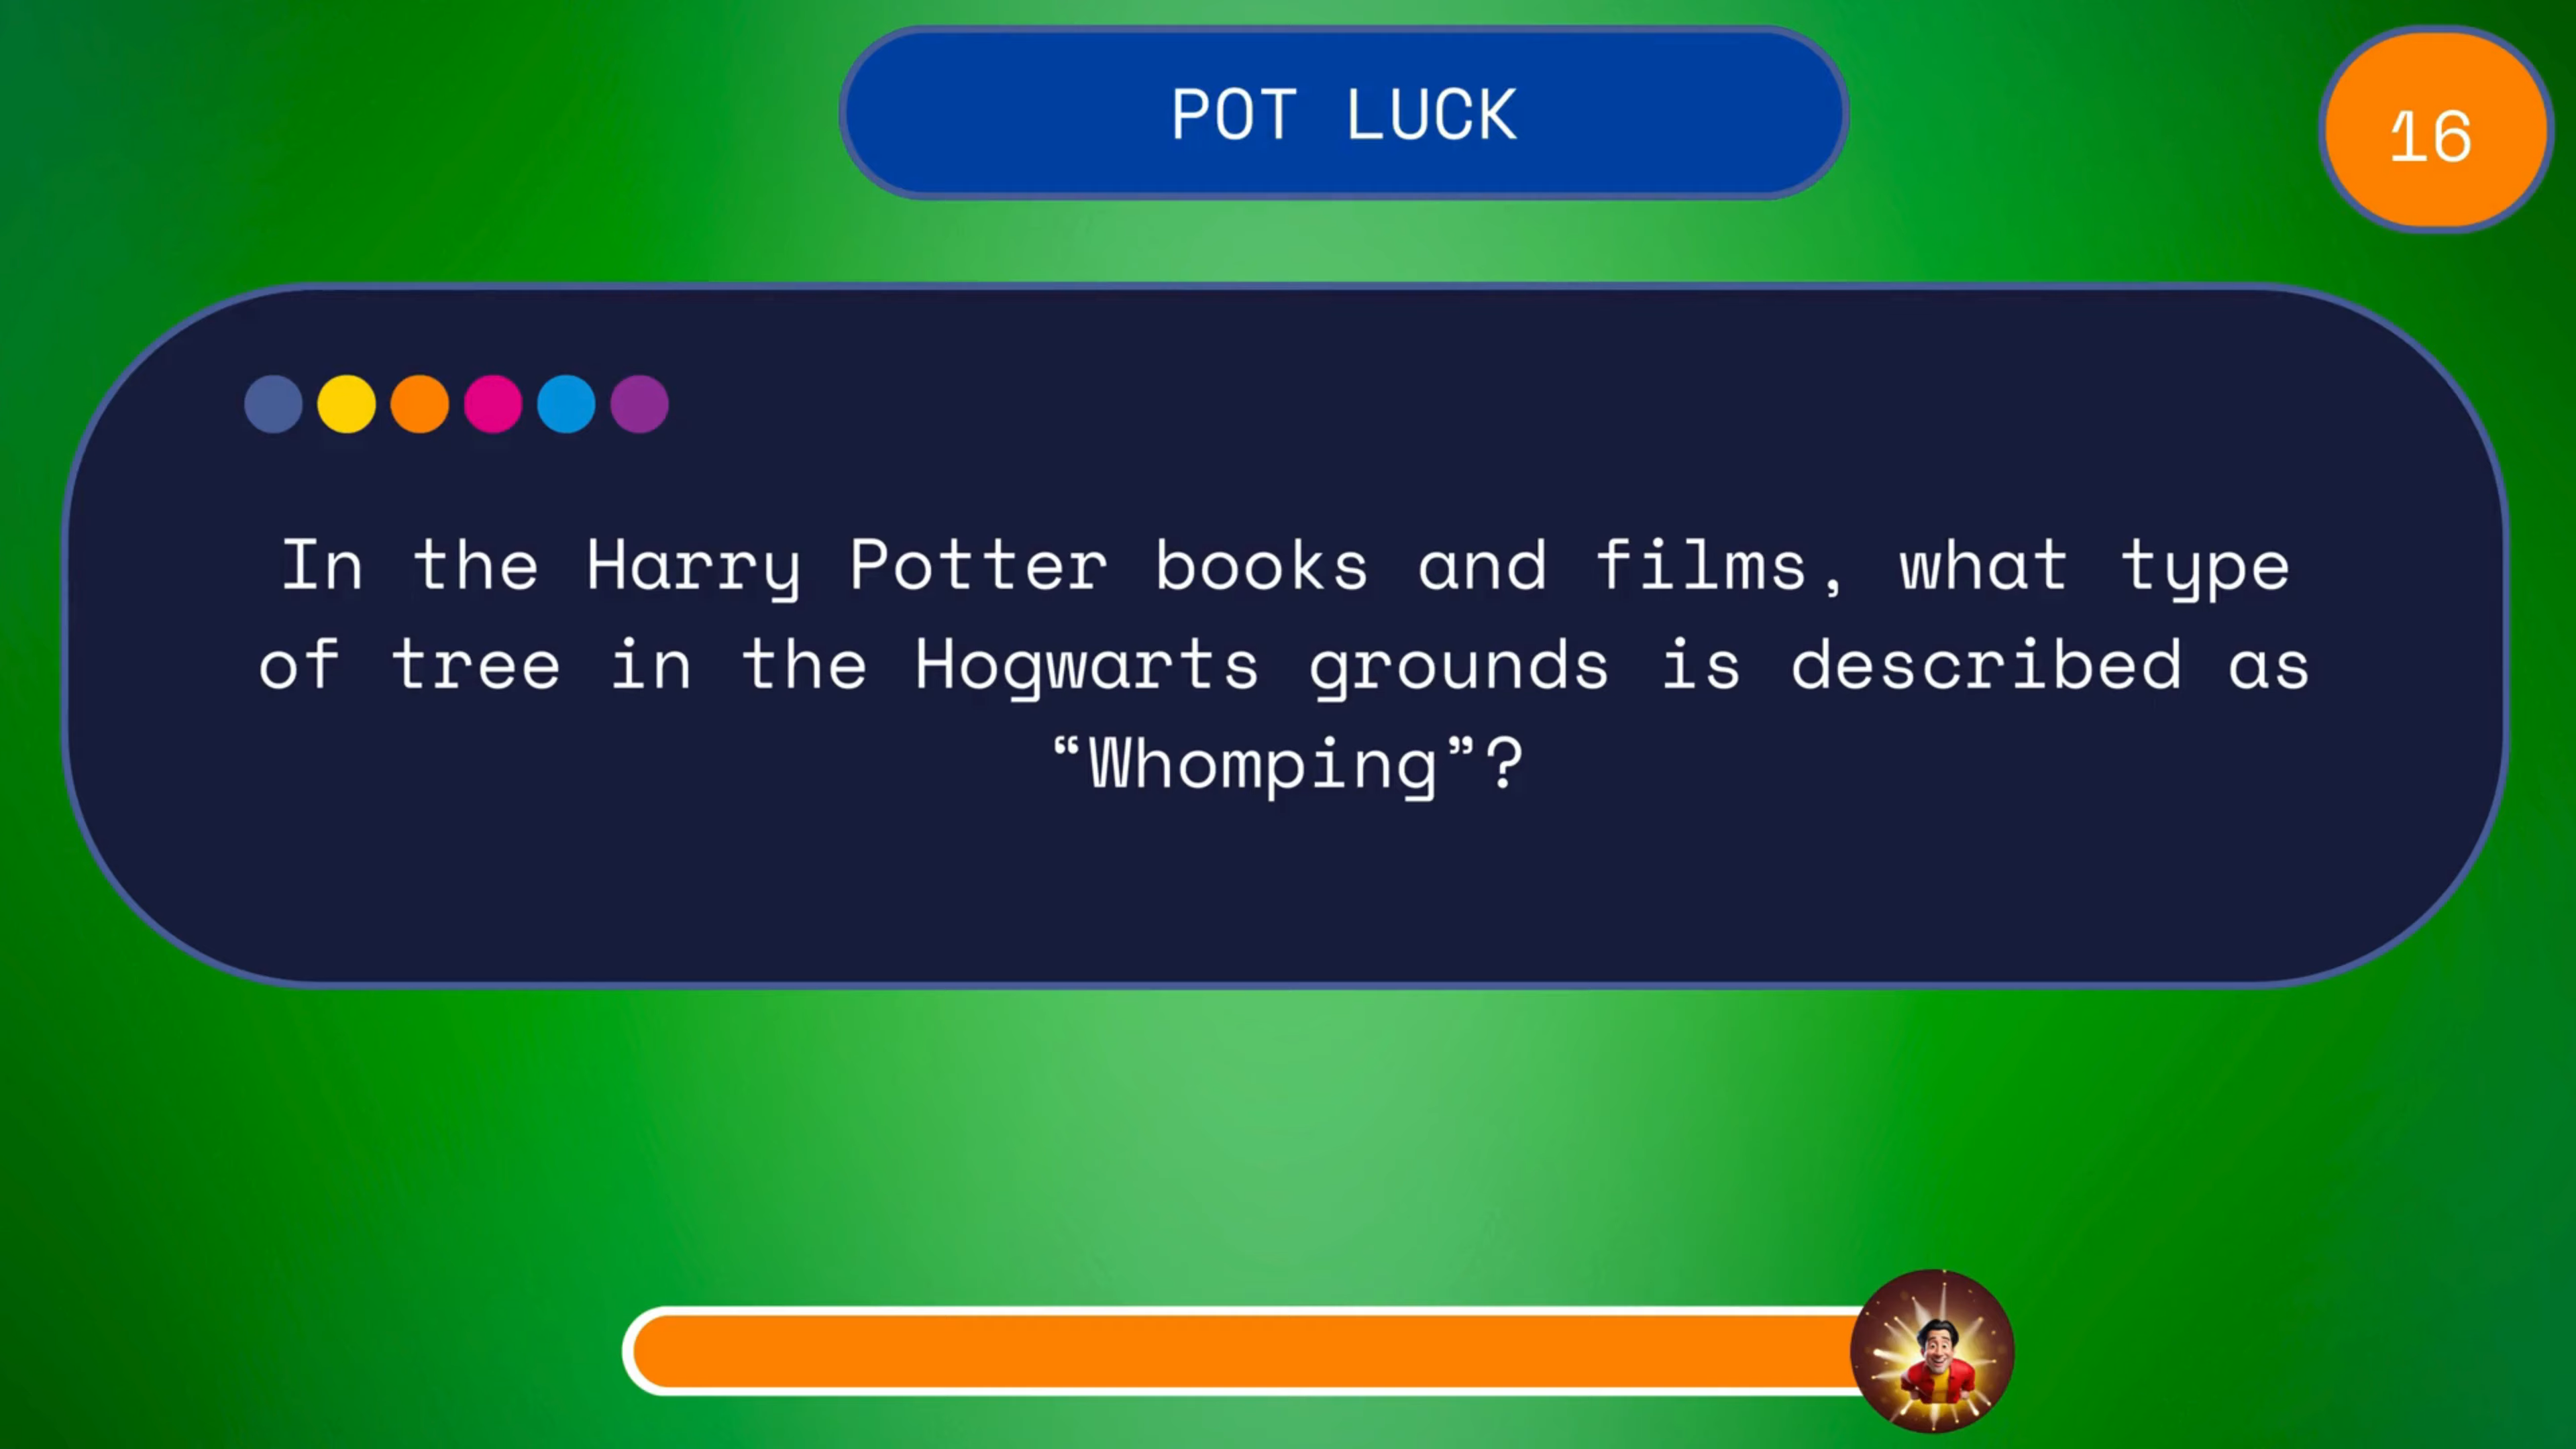 POT LUCK
16
In the Harry Potter books and films, what type
of tree in the Hogwarts grounds is described as
“Whomping”?